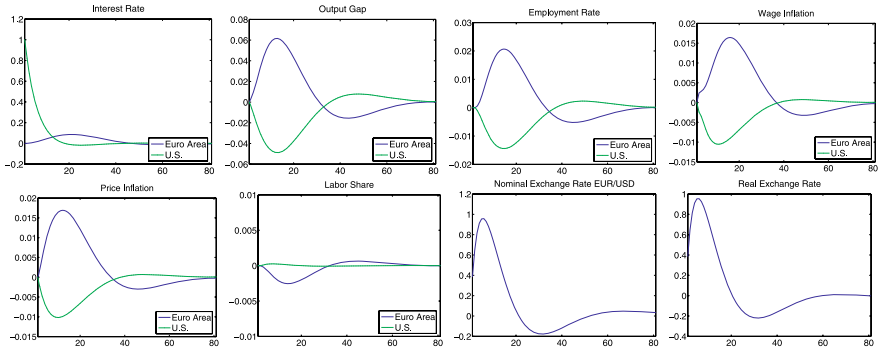 Interest Rate
1.2
1
0.8
0.6
0.4
0.2
0
−0.2
20 40 60 80
Euro Area
U.S.
Output Gap
0.08
0.06
0.04
0.02
0
−0.02
−0.04
−0.06
20 40 60 80
Euro Area
U.S.
Employment Rate
0.03
0.02
0.01
0
−0.01
−0.02
20 40 60 80
Euro Area
U.S.
Wage Inflation
0.02
0.015
0.01
0.005
0
−0.005
−0.01
−0.015
20 40 60 80
Euro Area
U.S.
Price Inflation
0.02
0.015
0.01
0.005
0
−0.005
−0.01
−0.015
20 40 60 80
Euro Area
U.S.
Labor Share
0.01
0.005
0
−0.005
−0.01
20 40 60 80
Euro Area
U.S.
Nominal Exchange Rate EUR/USD
1.2
1
0.8
0.6
0.4
0.2
0
−0.2
20 40 60 80
Real Exchange Rate
1
0.8
0.6
0.4
0.2
0
−0.2
−0.4
20 40 60 80